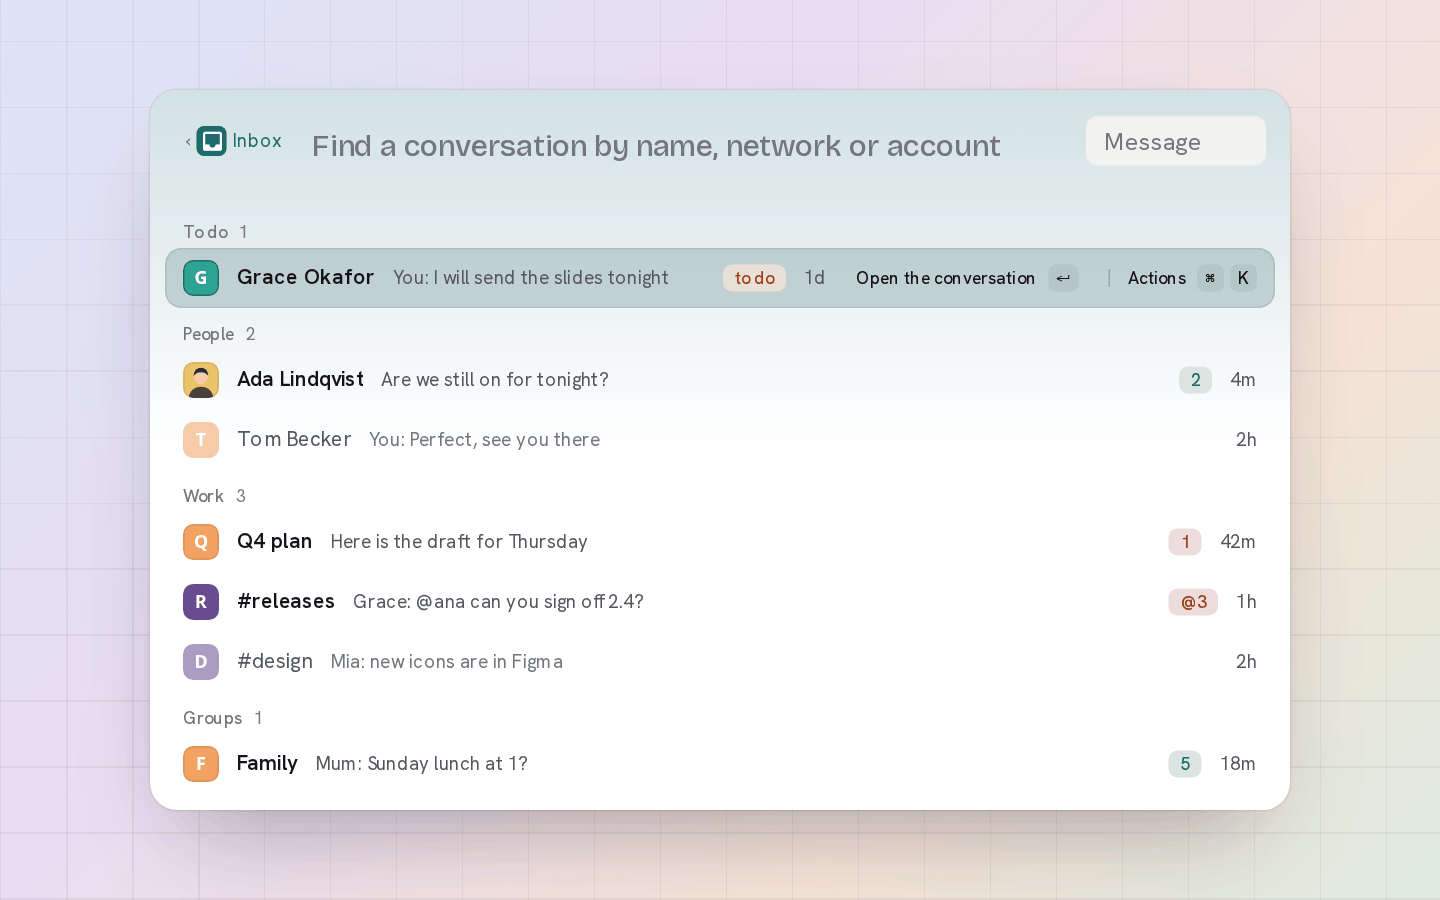 ‹ Inbox Find a conversation by name, network or account Message
Todo 1
G Grace Okafor You: I will send the slides tonight todo 1d Open the conversation ↵ | Actions ⌘ K
People 2
Ada Lindqvist Are we still on for tonight? 2 4m
T Tom Becker You: Perfect, see you there 2h
Work 3
Q Q4 plan Here is the draft for Thursday 1 42m
R #releases Grace: @ana can you sign off 2.4? @3 1h
D #design Mia: new icons are in Figma 2h
Groups 1
F Family Mum: Sunday lunch at 1? 5 18m